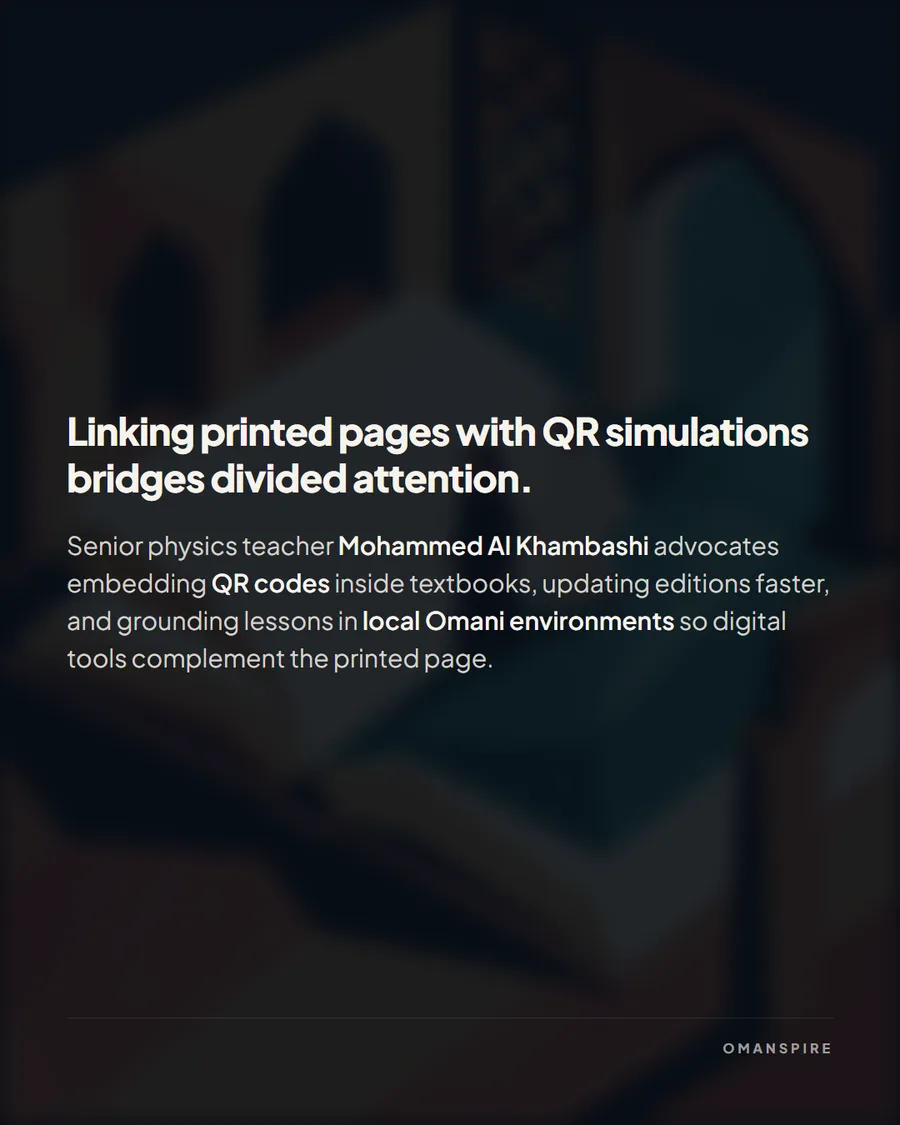 Linking printed pages with QR simulations
bridges divided attention.
Senior physics teacher Mohammed Al Khambashi advocates
embedding QR codes inside textbooks, updating editions faster,
and grounding lessons in local Omani environments so digital
tools complement the printed page.
OMANSPIRE